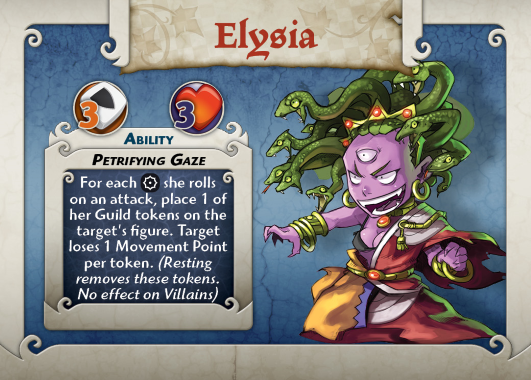 Elysia
3 3
ABILITY
PETRIFYING GAZE
For each she rolls
on an attack, place 1 of
her Guild tokens on the
target's figure. Target
loses 1 Movement Point
per token. (Resting
removes these tokens.
No effect on Villains)